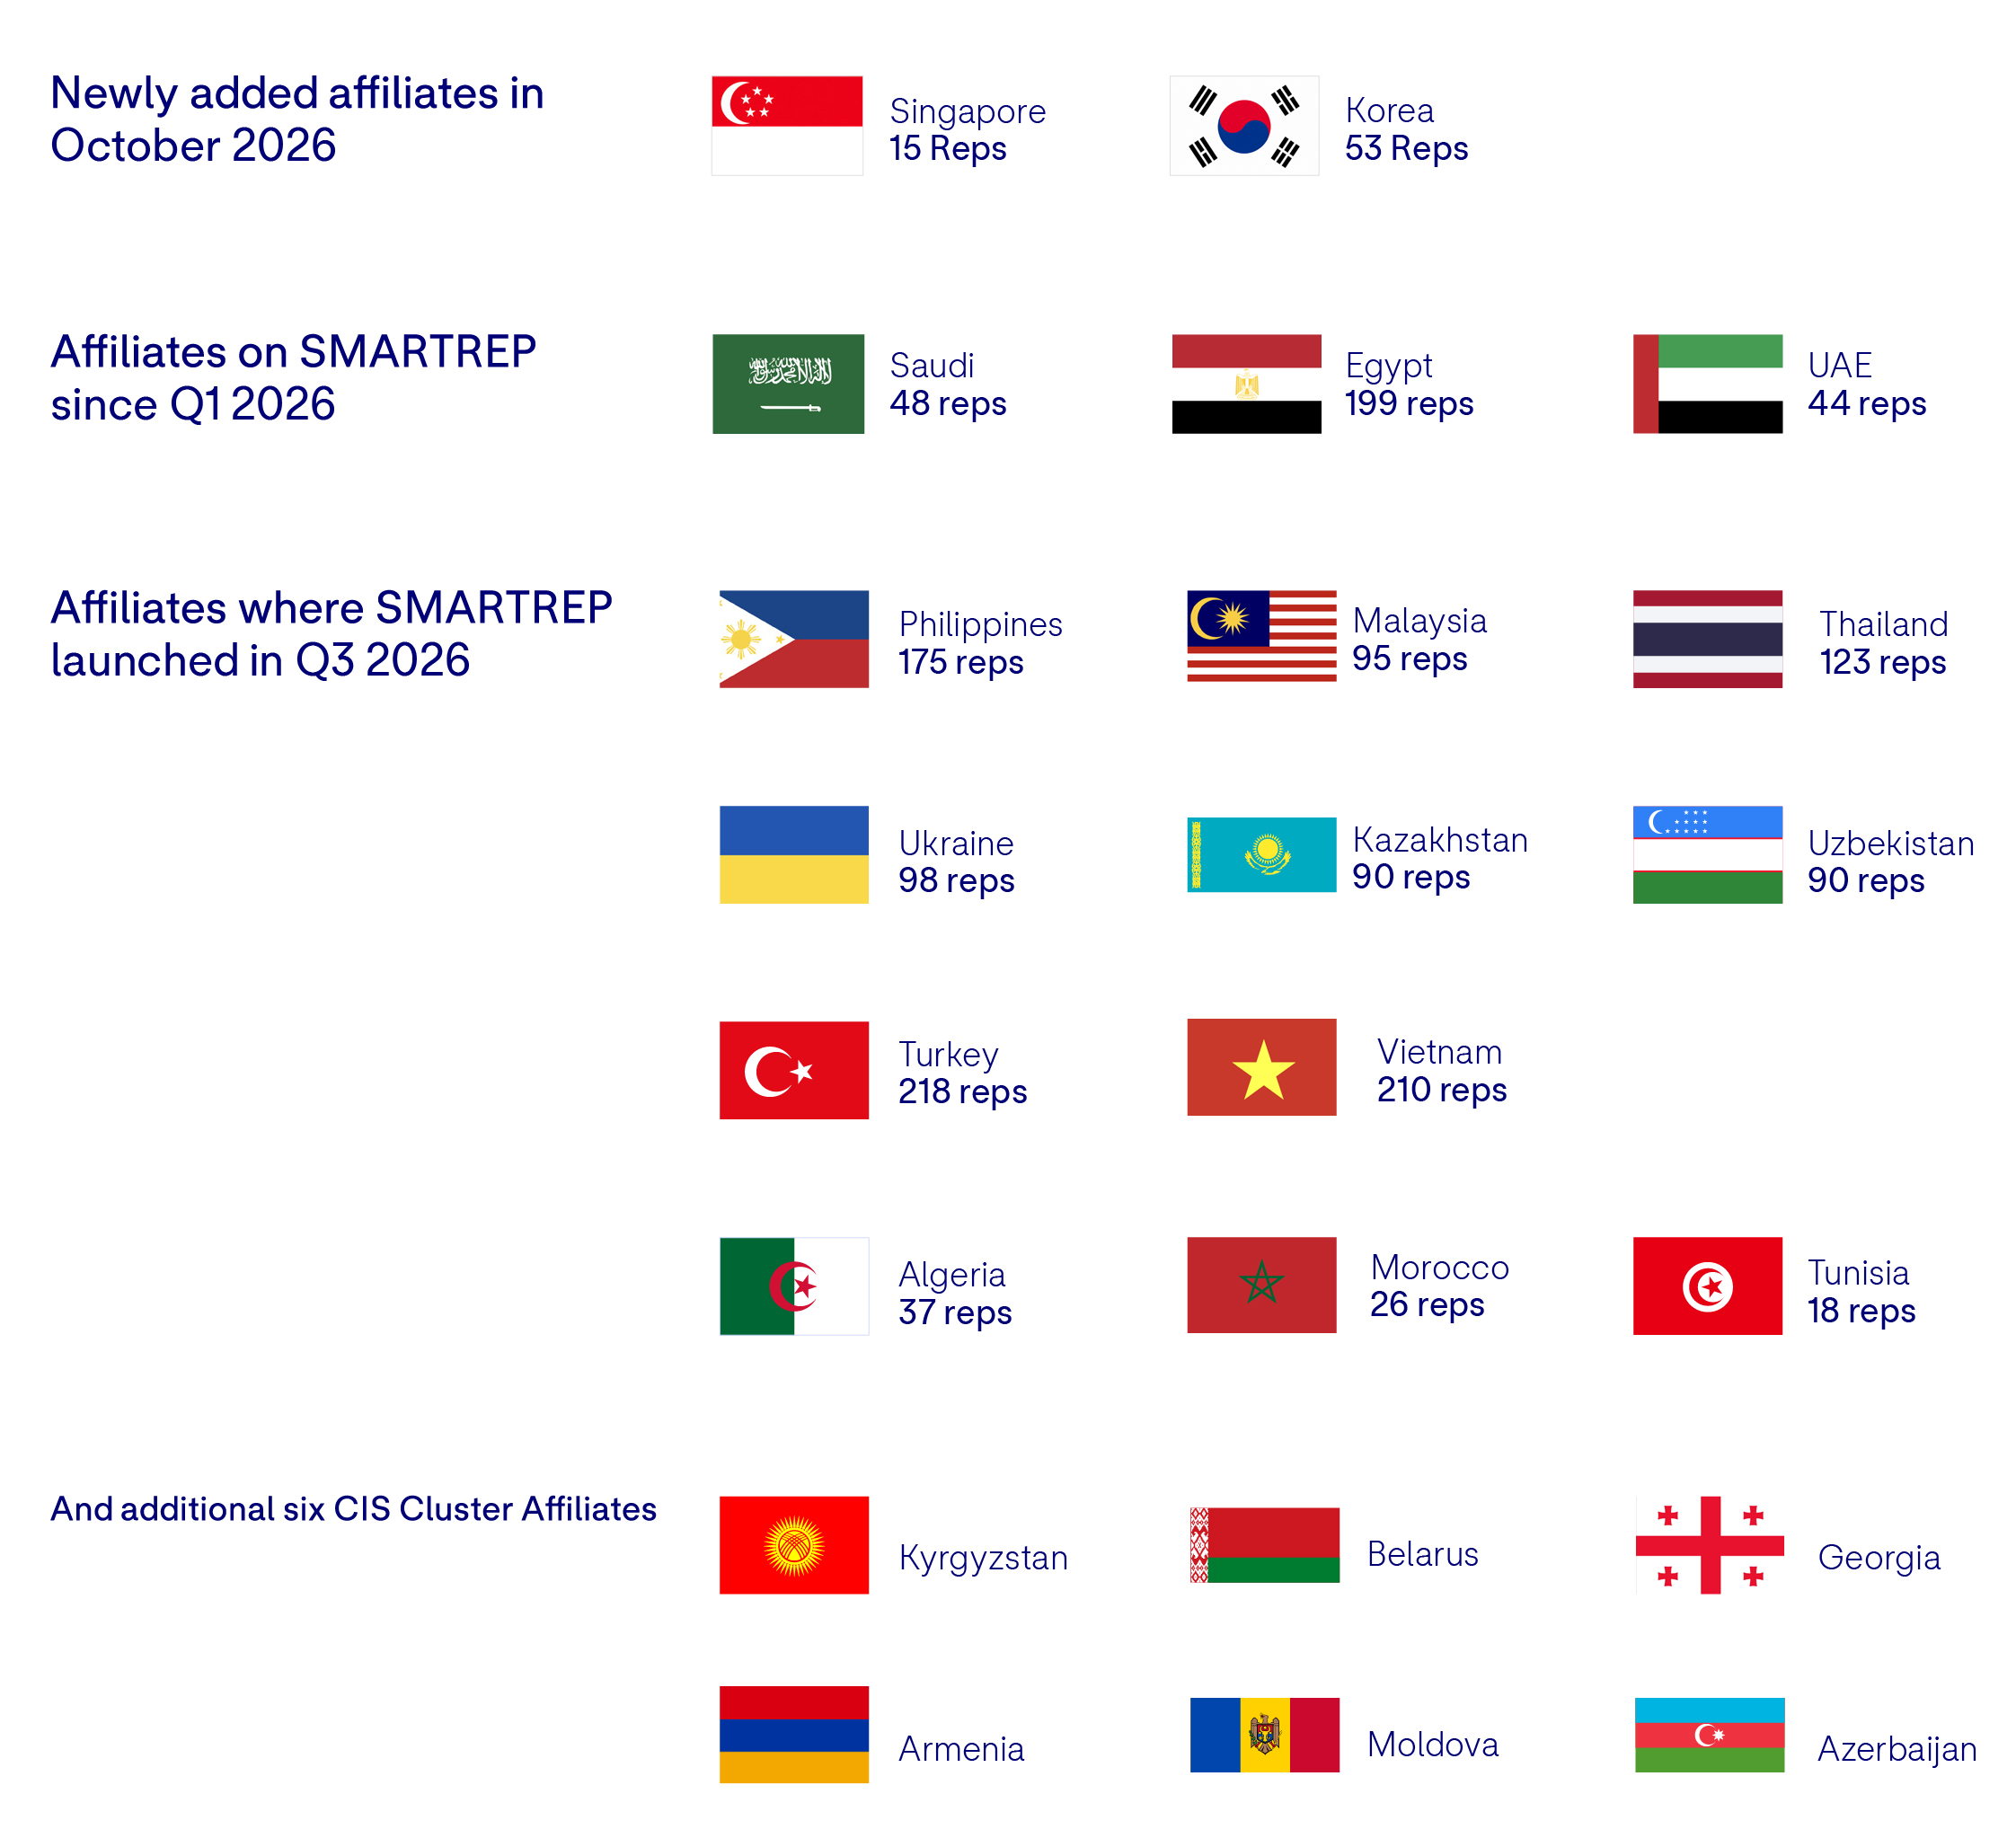 Newly added affiliates in
October 2026
Singapore
15 Reps
Korea
53 Reps
Affiliates on SMARTREP
since Q1 2026
Saudi
48 reps
Egypt
199 reps
UAE
44 reps
Affiliates where SMARTREP
launched in Q3 2026
Philippines
175 reps
Malaysia
95 reps
Thailand
123 reps
Ukraine
98 reps
Kazakhstan
90 reps
Uzbekistan
90 reps
Turkey
218 reps
Vietnam
210 reps
Algeria
37 reps
Morocco
26 reps
Tunisia
18 reps
And additional six CIS Cluster Affiliates
Kyrgyzstan
Belarus
Georgia
Armenia
Moldova
Azerbaijan